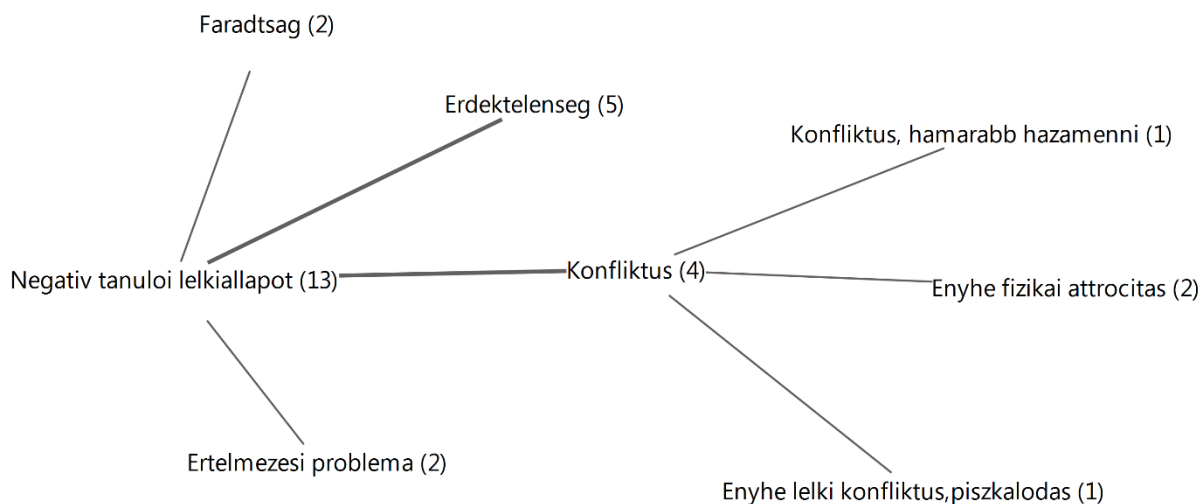 Faradtsag (2)
Erdektelenseg (5)
Konfliktus, hamarabb hazamenni (1)
Negativ tanuloi lelkiallapot (13)
Konfliktus (4)
Enyhe fizikai attrocitas (2)
Ertelmezesi problema (2)
Enyhe lelki konfliktus,piszkalodas (1)